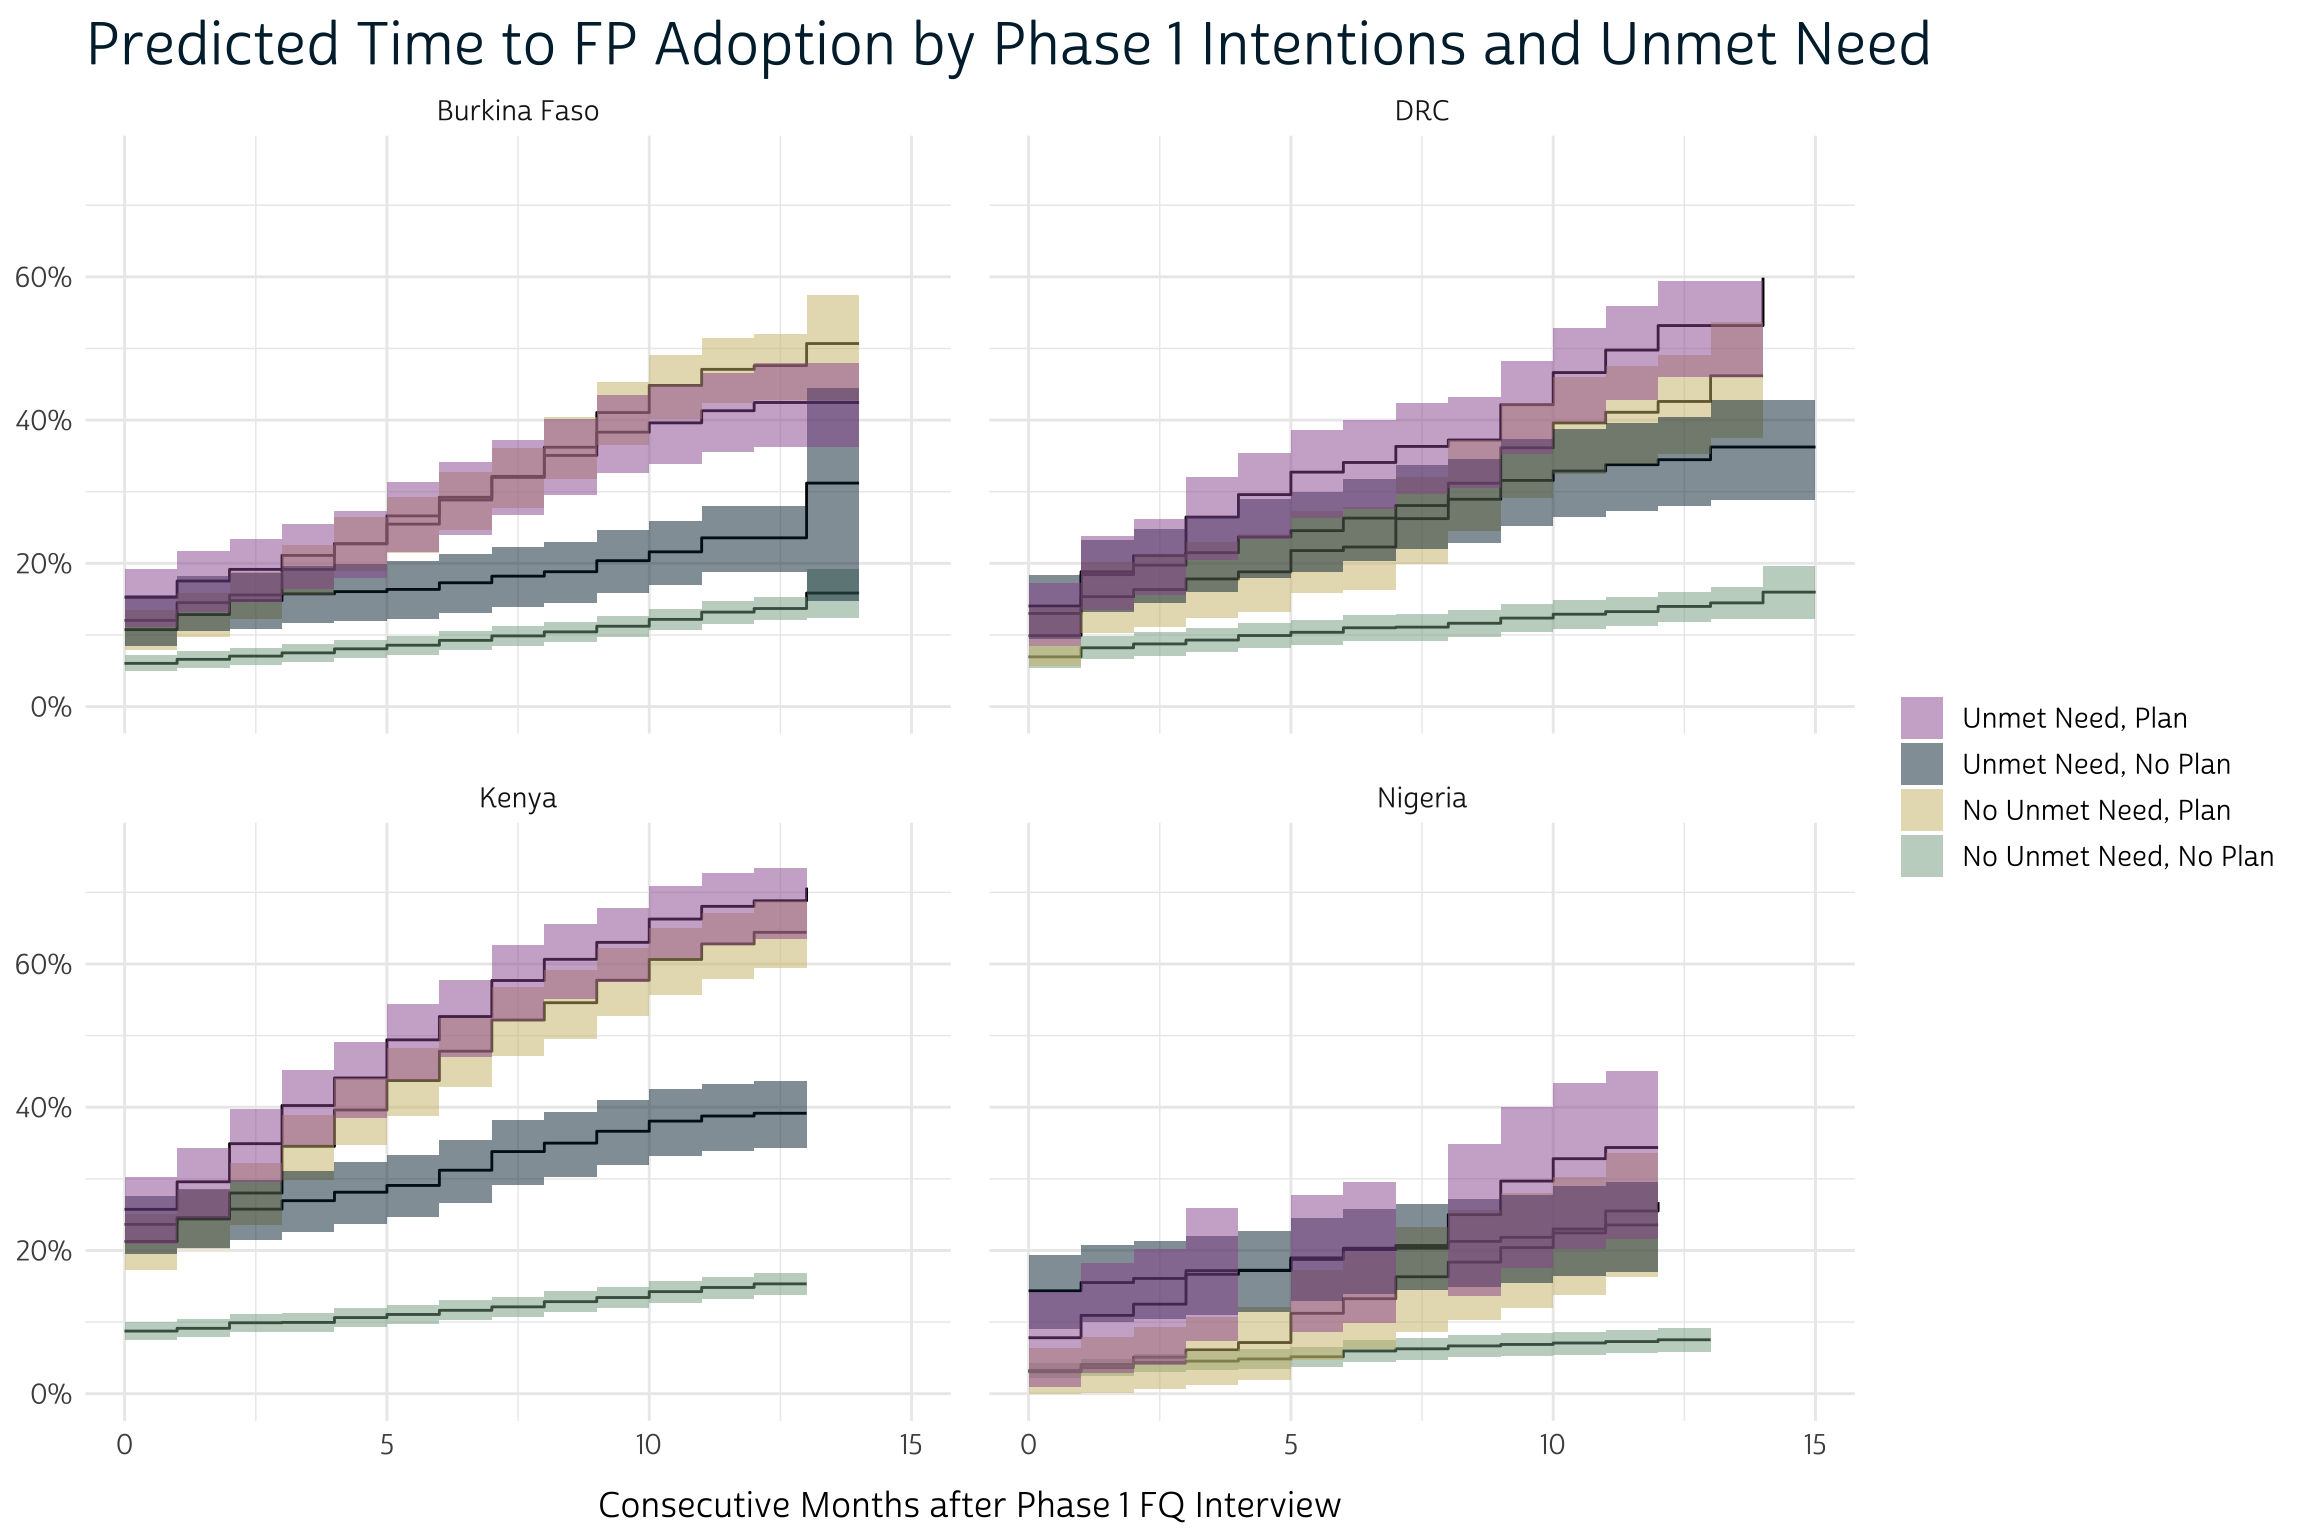 Predicted Time to FP Adoption by Phase 1 Intentions and Unmet Need
Burkina Faso
DRC
60%
40%
20%
0%
Kenya
Nigeria
60%
40%
20%
0%
0 5 10 15
0 5 10 15
Consecutive Months after Phase 1 FQ Interview
Unmet Need, Plan
Unmet Need, No Plan
No Unmet Need, Plan
No Unmet Need, No Plan